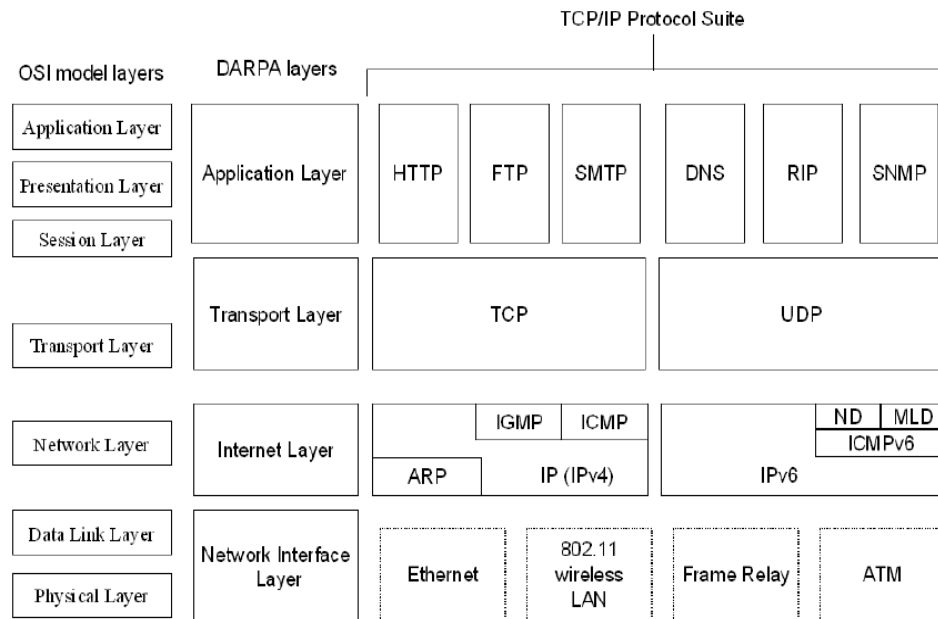 TCP/IP Protocol Suite
OSI model layers
DARPA layers
Application Layer
Presentation Layer
Session Layer
Application Layer
HTTP
FTP
SMTP
DNS
RIP
SNMP
Transport Layer
Transport Layer
TCP
UDP
Network Layer
Internet Layer
IGMP
ICMP
ARP
IP (IPv4)
ND
MLD
ICMPv6
IPv6
Data Link Layer
Physical Layer
Network Interface
Layer
Ethernet
802.11
wireless
LAN
Frame Relay
ATM